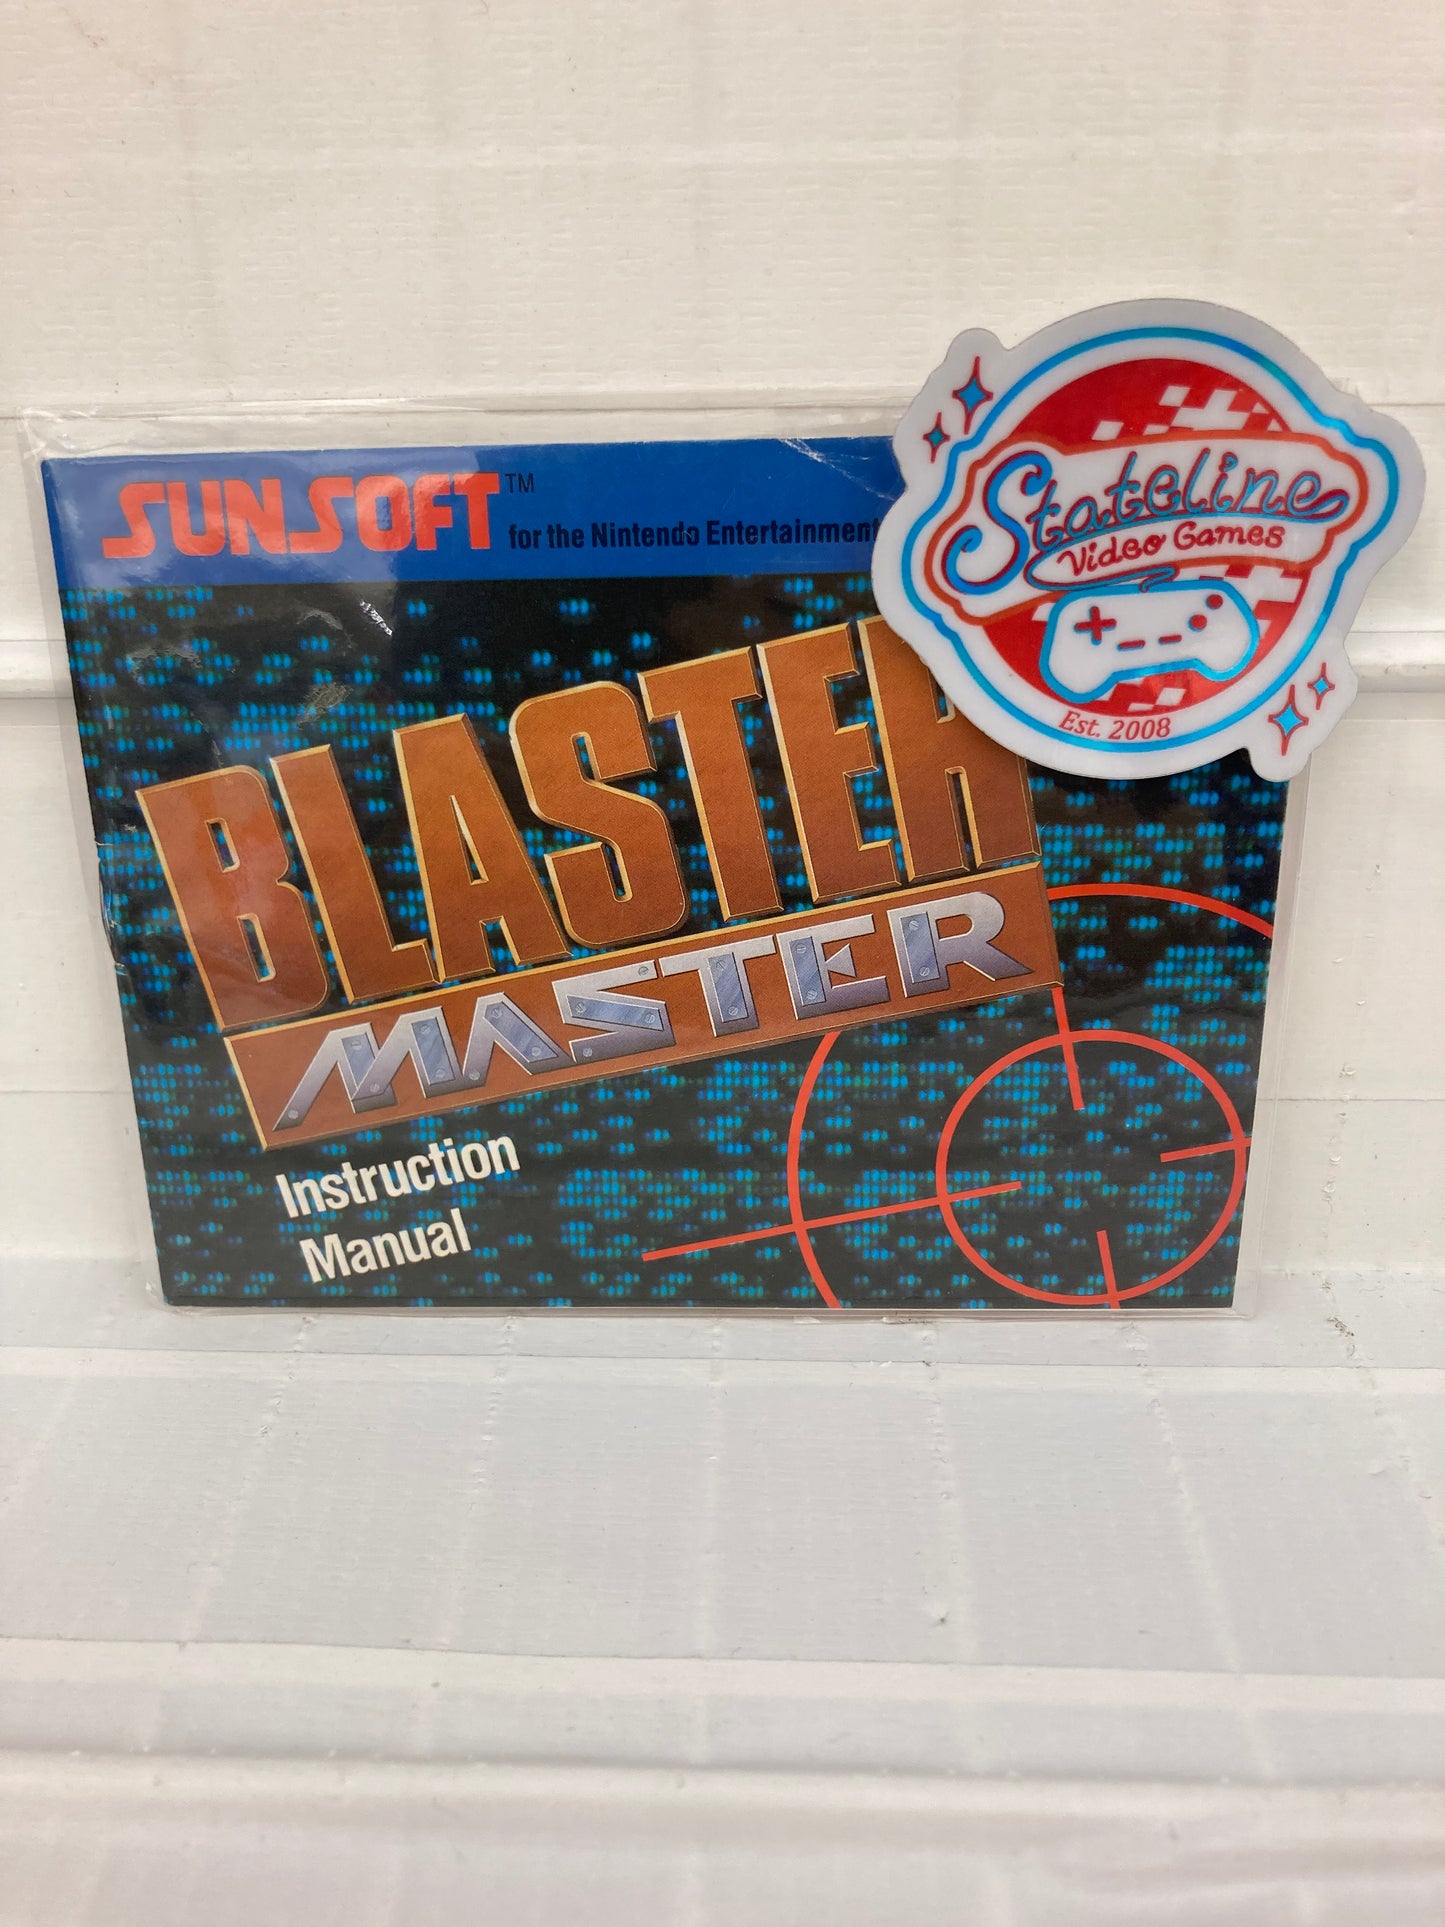 SUNSOFT™
for the Nintendo Entertainment
BLASTER
MASTER
Instruction
Manual
Stateline
Video Games
Est. 2008